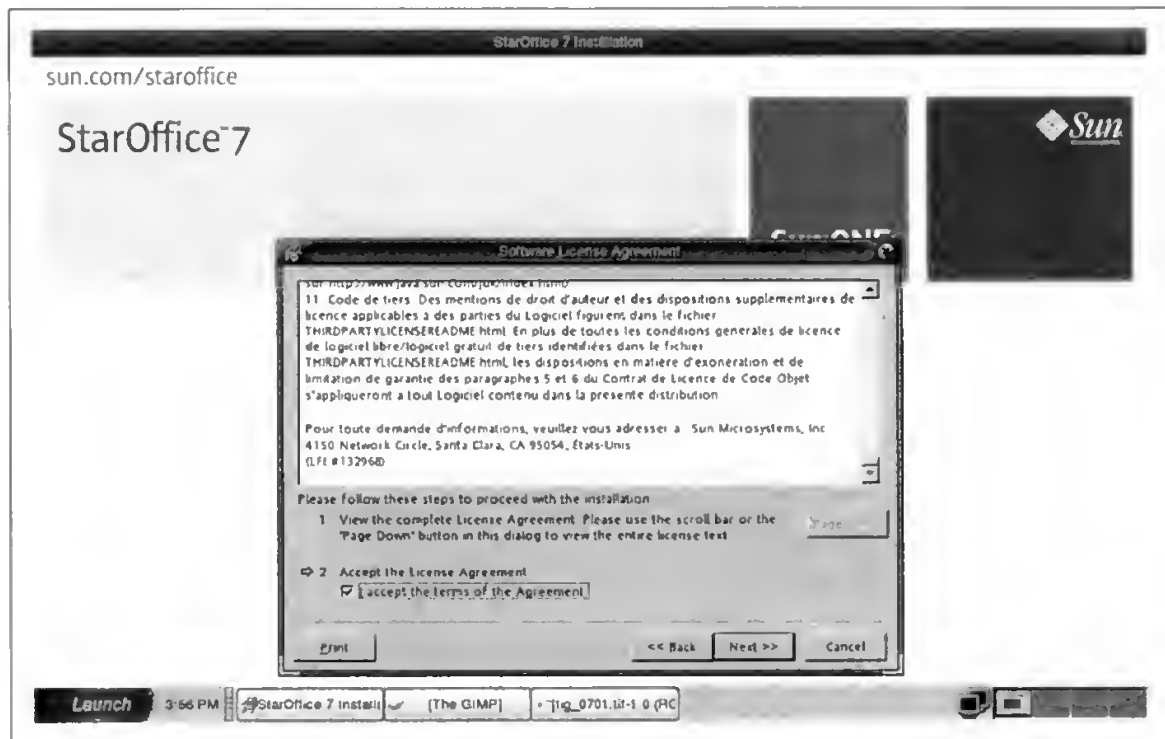 StarOffice 7 Installation
sun.com/staroffice
StarOffice™7
Sun
Software License Agreement
11 Code de tiers Des mentions de droit d'auteur et des dispositions supplementaires de
licence applicables a des parties du Logiciel figurent dans le fichier
THIRDPARTYLICENSEREADME html En plus de toutes les conditions generales de licence
de logiciel libre/logiciel gratuit de tiers identifiées dans le fichier
THIRDPARTYLICENSEREADME html, les dispositions en matière d'exonération et de
limitation de garantie des paragraphes 5 et 6 du Contrat de Licence de Code Objet
s'appliqueront a tout Logiciel contenu dans la presente distribution
Pour toute demande d'informations, veuillez vous adresser a Sun Microsystems, Inc
4150 Network Circle, Santa Clara, CA 95054, États-Unis
(LFI #132968)
Please follow these steps to proceed with the installation
1 View the complete License Agreement Please use the scroll bar or the
"Page Down" button in this dialog to view the entire license text
2 Accept the License Agreement
I accept the terms of the Agreement
Print
<< Back
Next >>
Cancel
Launch
3:56 PM
StarOffice 7 Install
[The GIMP]